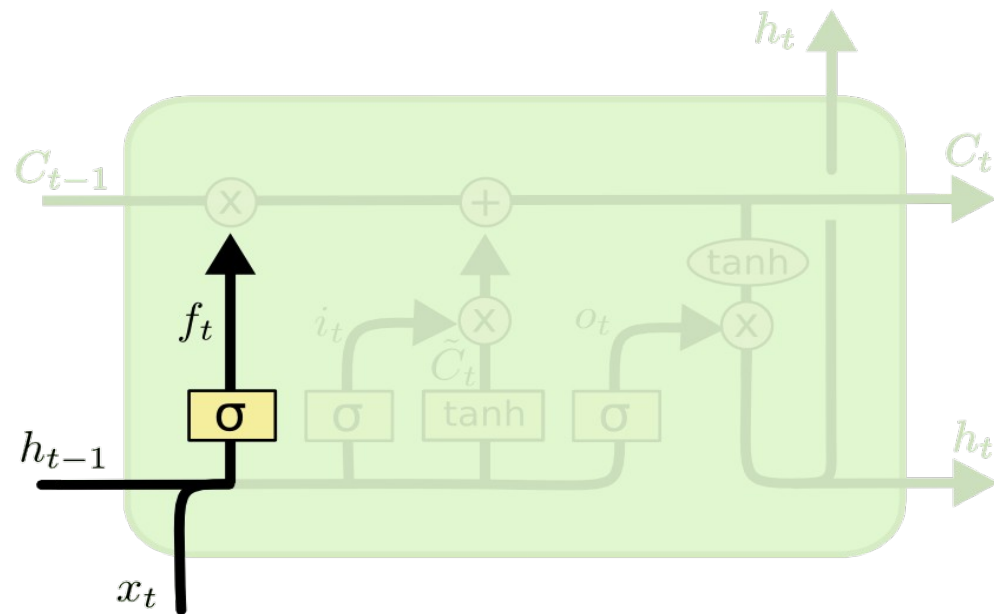 h_t
C_{t-1}
C_t
x
+
tanh
f_t
i_t
x
o_t
x
C̃_t
σ
σ
tanh
σ
h_{t-1}
h_t
x_t